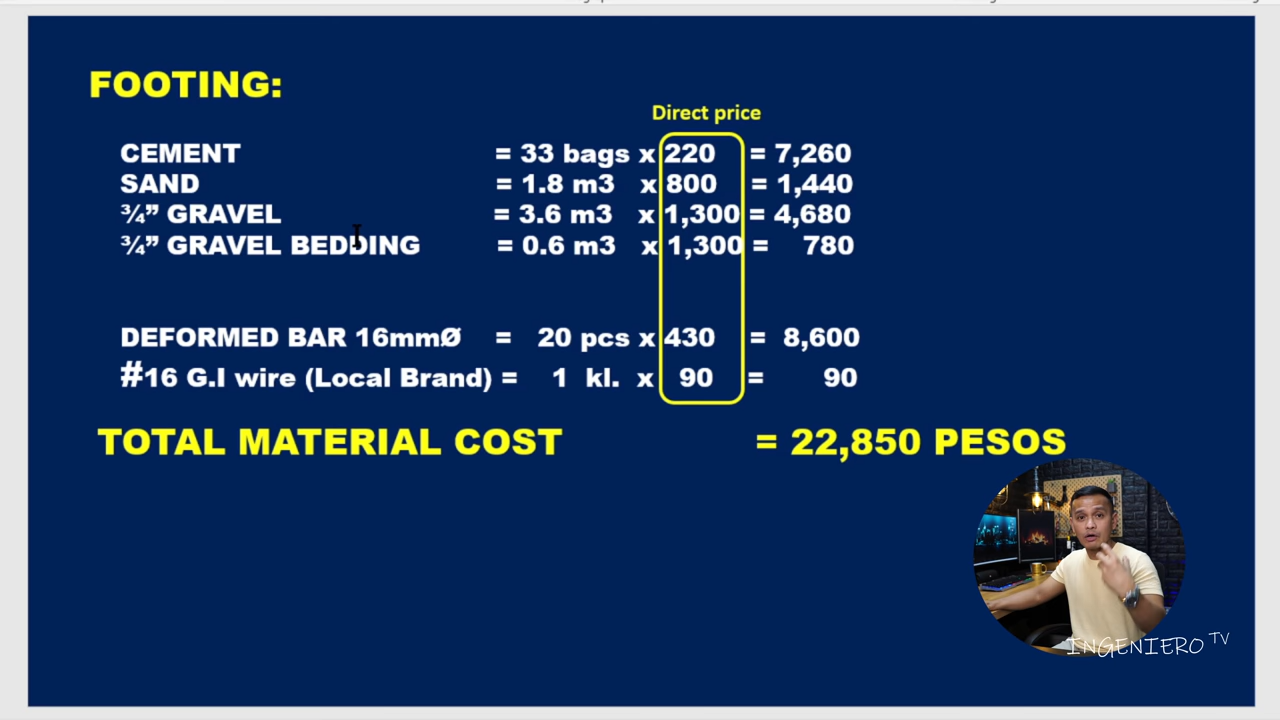 FOOTING:
Direct price
CEMENT = 33 bags x 220 = 7,260
SAND = 1.8 m3 x 800 = 1,440
¾” GRAVEL = 3.6 m3 x 1,300 = 4,680
¾” GRAVEL BEDDING = 0.6 m3 x 1,300 = 780
DEFORMED BAR 16mmØ = 20 pcs x 430 = 8,600
#16 G.I wire (Local Brand) = 1 kl. x 90 = 90
TOTAL MATERIAL COST = 22,850 PESOS
INGENIERO TV